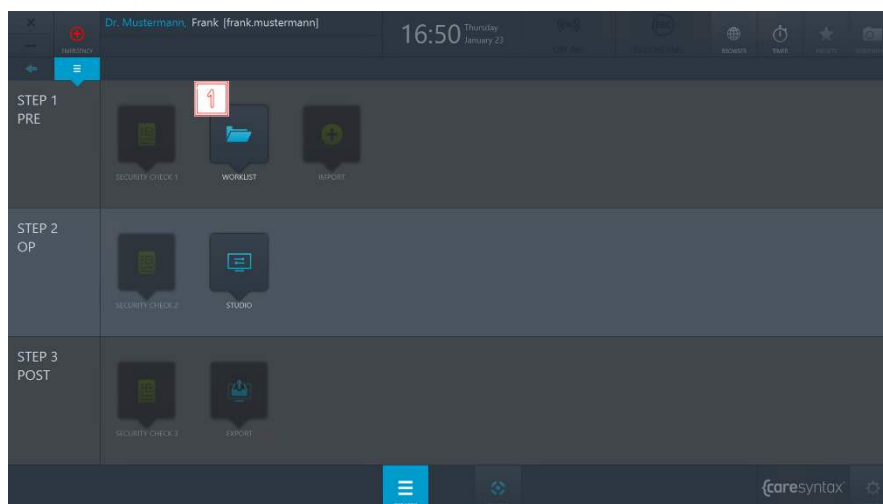 Dr. Mustermann, Frank [frank.mustermann]
16:50 Thursday
January 23
EMERGENCY
BROWSER
TIMER
STEP 1
PRE
1
SECURITY CHECK 1
WORKLIST
IMPORT
STEP 2
OP
SECURITY CHECK 2
STUDIO
STEP 3
POST
SECURITY CHECK 3
EXPORT
{caresyntax